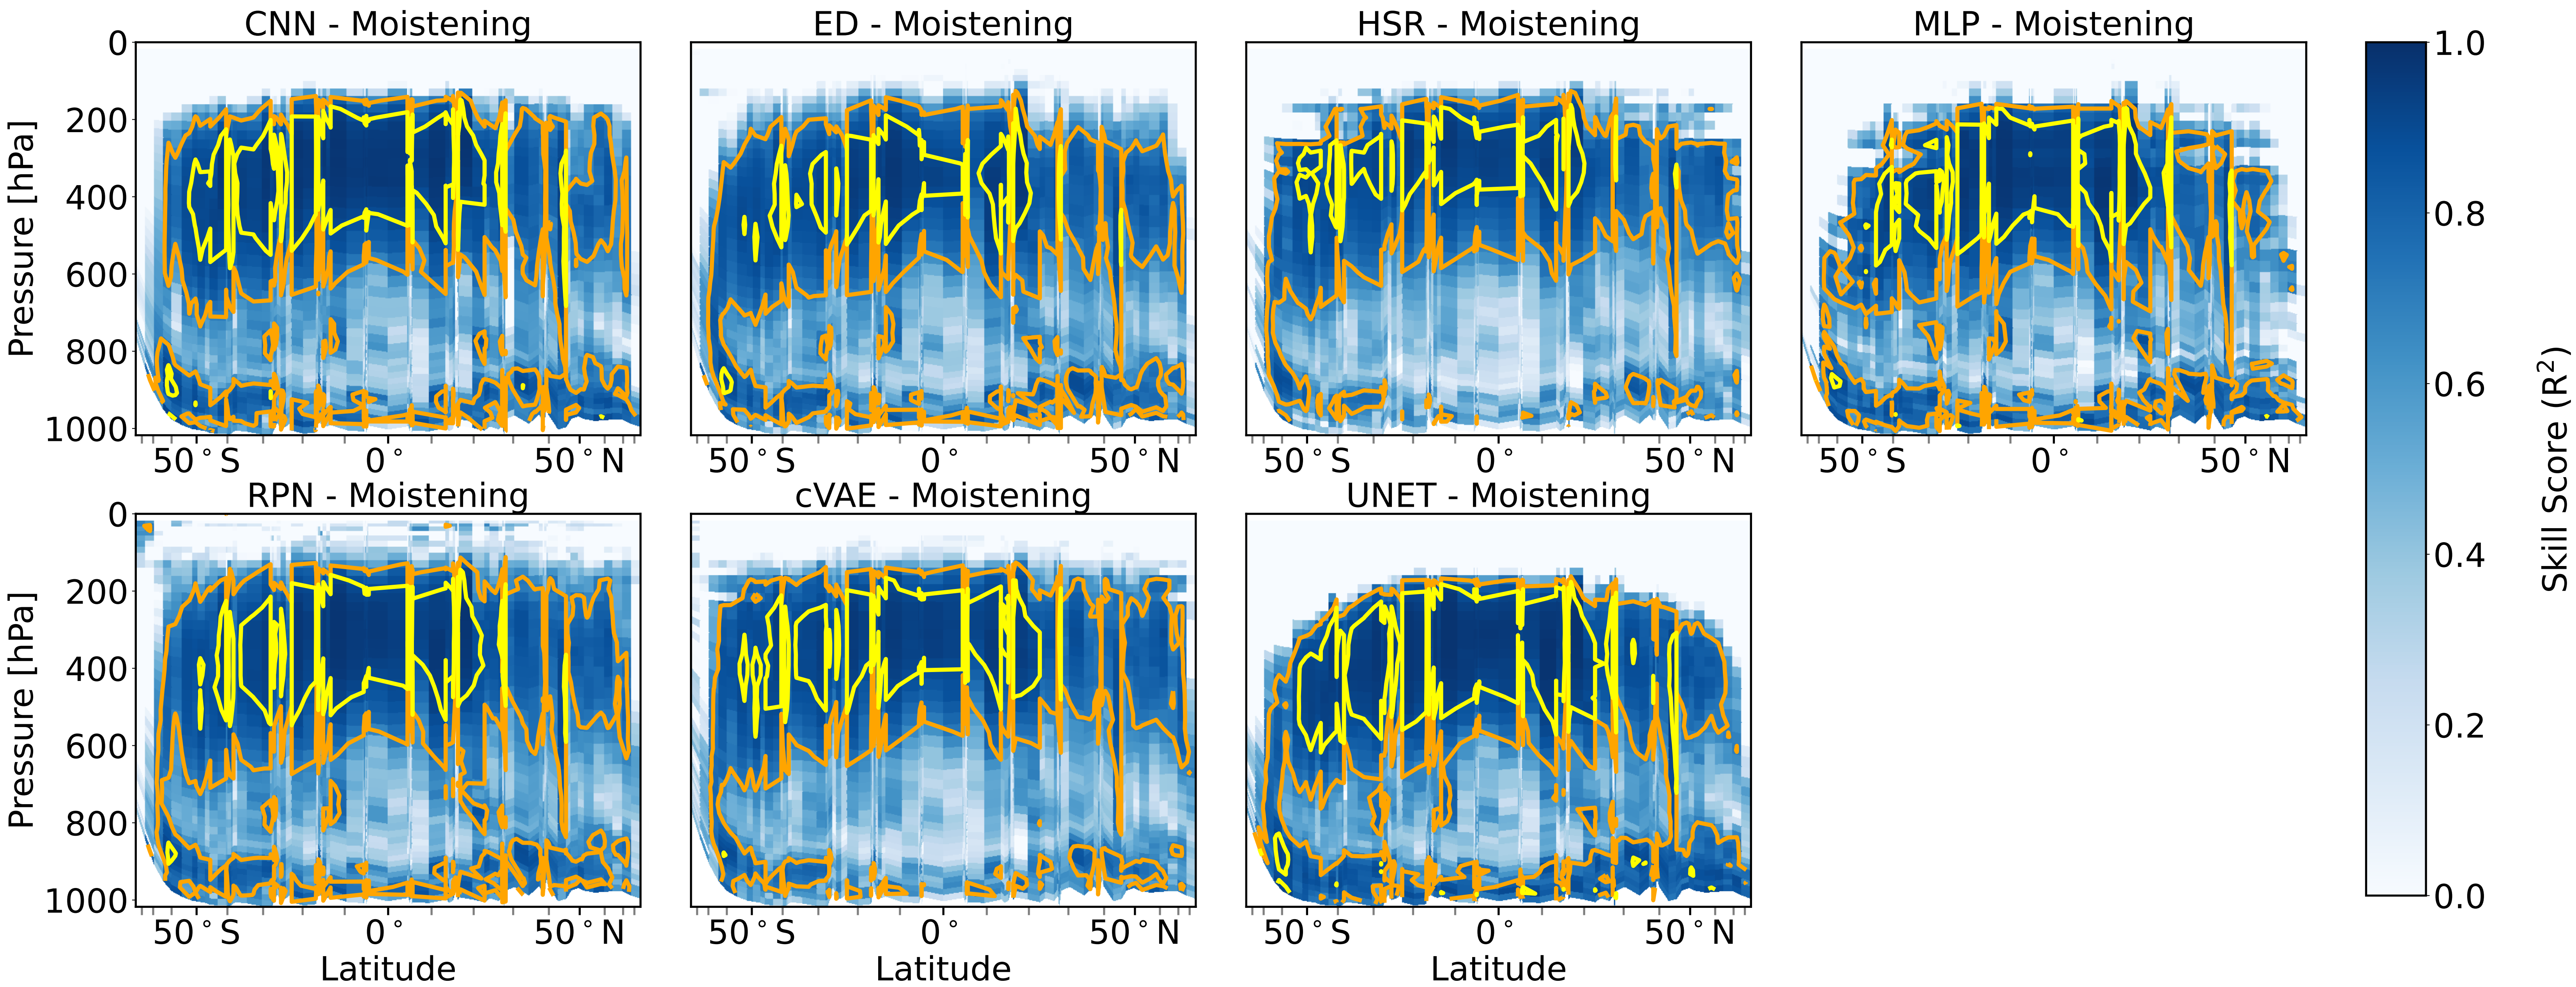 CNN - Moistening
ED - Moistening
HSR - Moistening
MLP - Moistening
Pressure [hPa]
0
200
400
600
800
1000
50°S
0°
50°N
50°S
0°
50°N
50°S
0°
50°N
50°S
0°
50°N
RPN - Moistening
cVAE - Moistening
UNET - Moistening
Pressure [hPa]
0
200
400
600
800
1000
50°S
0°
50°N
50°S
0°
50°N
50°S
0°
50°N
Latitude
Latitude
Latitude
1.0
0.8
0.6
0.4
0.2
0.0
Skill Score (R²)